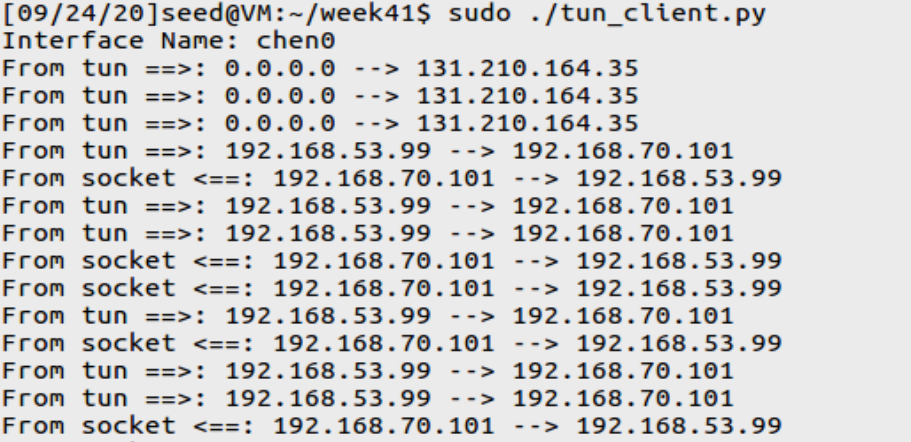 [09/24/20]seed@VM:~/week41$ sudo ./tun_client.py
Interface Name: chen0
From tun ==>: 0.0.0.0 --> 131.210.164.35
From tun ==>: 0.0.0.0 --> 131.210.164.35
From tun ==>: 0.0.0.0 --> 131.210.164.35
From tun ==>: 192.168.53.99 --> 192.168.70.101
From socket <==: 192.168.70.101 --> 192.168.53.99
From tun ==>: 192.168.53.99 --> 192.168.70.101
From tun ==>: 192.168.53.99 --> 192.168.70.101
From socket <==: 192.168.70.101 --> 192.168.53.99
From socket <==: 192.168.70.101 --> 192.168.53.99
From tun ==>: 192.168.53.99 --> 192.168.70.101
From socket <==: 192.168.70.101 --> 192.168.53.99
From tun ==>: 192.168.53.99 --> 192.168.70.101
From tun ==>: 192.168.53.99 --> 192.168.70.101
From socket <==: 192.168.70.101 --> 192.168.53.99